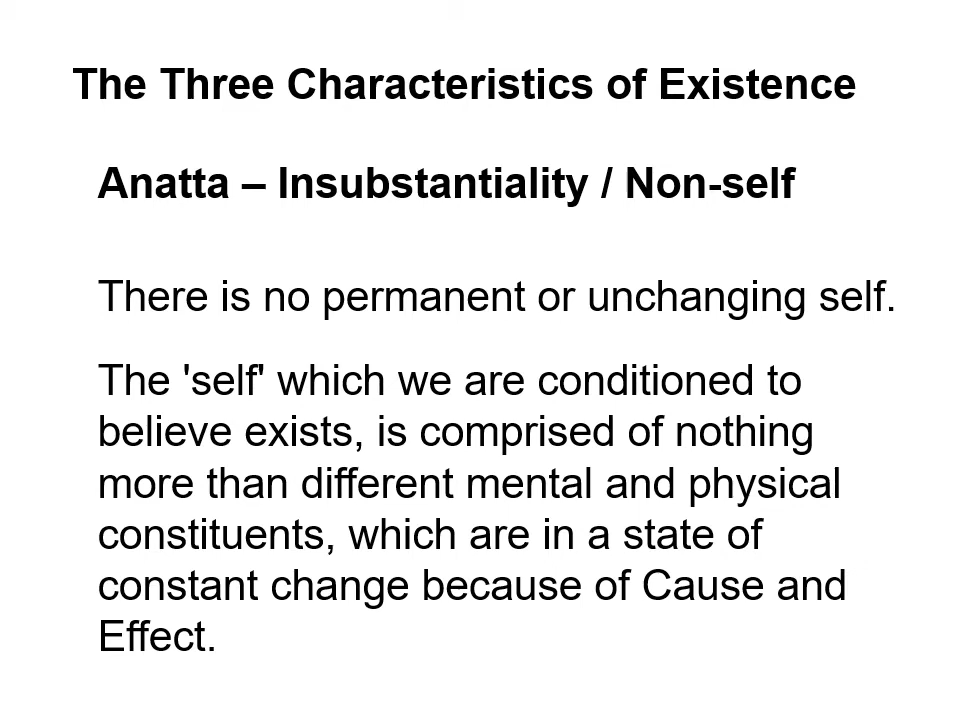 The Three Characteristics of Existence
Anatta – Insubstantiality / Non-self
There is no permanent or unchanging self.
The 'self' which we are conditioned to
believe exists, is comprised of nothing
more than different mental and physical
constituents, which are in a state of
constant change because of Cause and
Effect.